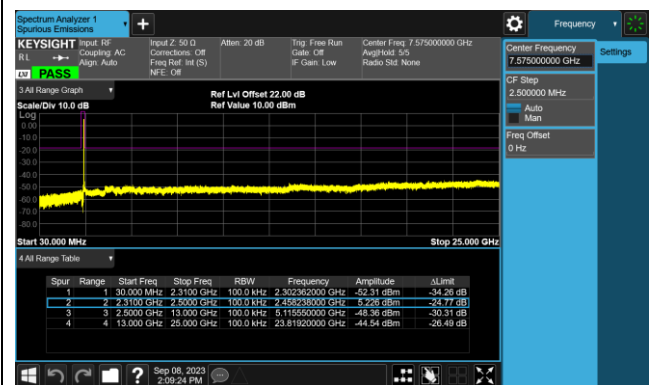 Spectrum Analyzer 1
Spurious Emissions
Frequency
KEYSIGHT Input: RF
R L
Coupling: AC
Align: Auto
LXI PASS
Input Z: 50 Ω
Corrections: Off
Freq Ref: Int (S)
NFE: Off
Atten: 20 dB
Trig: Free Run
Gate: Off
IF Gain: Low
Center Freq: 7.575000000 GHz
Avg|Hold: 5/5
Radio Std: None
Center Frequency
7.575000000 GHz
Settings
CF Step
2.500000 MHz
Auto
Man
Freq Offset
0 Hz
3 All Range Graph
Scale/Div 10.0 dB
Ref Lvl Offset 22.00 dB
Ref Value 10.00 dBm
Log
0.00
-10.0
-20.0
-30.0
-40.0
-50.0
-60.0
-70.0
-80.0
Start 30.000 MHz
Stop 25.000 GHz
4 All Range Table
Spur Range Start Freq Stop Freq RBW Frequency Amplitude ΔLimit
1 1 30.000 MHz 2.3100 GHz 100.0 kHz 2.302362000 GHz -52.31 dBm -34.26 dB
2 2 2.3100 GHz 2.5000 GHz 100.0 kHz 2.458238000 GHz 5.226 dBm -24.77 dB
3 3 2.5000 GHz 13.000 GHz 100.0 kHz 5.115550000 GHz -48.36 dBm -30.31 dB
4 4 13.000 GHz 25.000 GHz 100.0 kHz 23.81920000 GHz -44.54 dBm -26.49 dB
?
Sep 08, 2023
2:09:24 PM